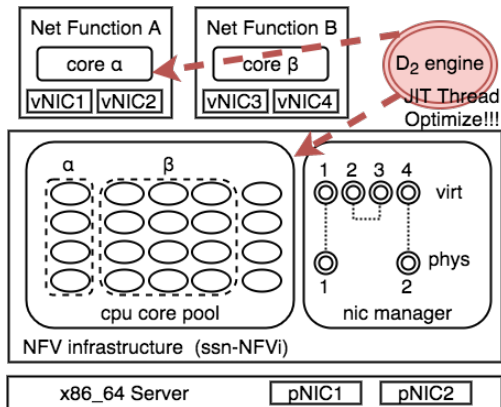 Net Function A
Net Function B
core α
core β
D₂ engine
vNIC1 vNIC2
vNIC3 vNIC4
JIT Thread
Optimize!!!
α
β
1 2 3 4
virt
phys
1 2
cpu core pool
nic manager
NFV infrastructure (ssn-NFVi)
x86_64 Server
pNIC1
pNIC2